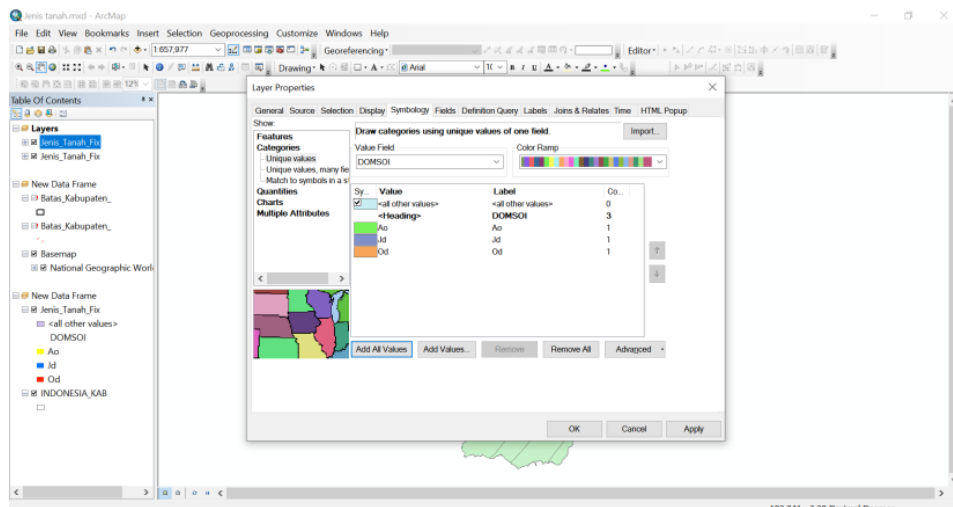 Jenis tanah.mxd - ArcMap
File Edit View Bookmarks Insert Selection Geoprocessing Customize Windows Help
1:657,977 Georeferencing Editor
Drawing A Arial 10 B I U A
12%
Table Of Contents
Layers
Jenis_Tanah_Fix
Jenis_Tanah_Fix
New Data Frame
Batas_Kabupaten_
Batas_Kabupaten_
Basemap
National Geographic Worl
New Data Frame
Jenis_Tanah_Fix
<all other values>
DOMSOI
Ao
Jd
Od
INDONESIA_KAB
Layer Properties
General Source Selection Display Symbology Fields Definition Query Labels Joins & Relates Time HTML Popup
Show:
Features
Categories
Unique values
Unique values, many fie
Match to symbols in a s
Quantities
Charts
Multiple Attributes
Draw categories using unique values of one field.
Import...
Value Field
Color Ramp
DOMSOI
Sy... Value Label Co...
<all other values> <all other values> 0
<Heading> DOMSOI 3
Ao Ao 1
Jd Jd 1
Od Od 1
Add All Values Add Values... Remove Remove All Advanced
OK Cancel Apply